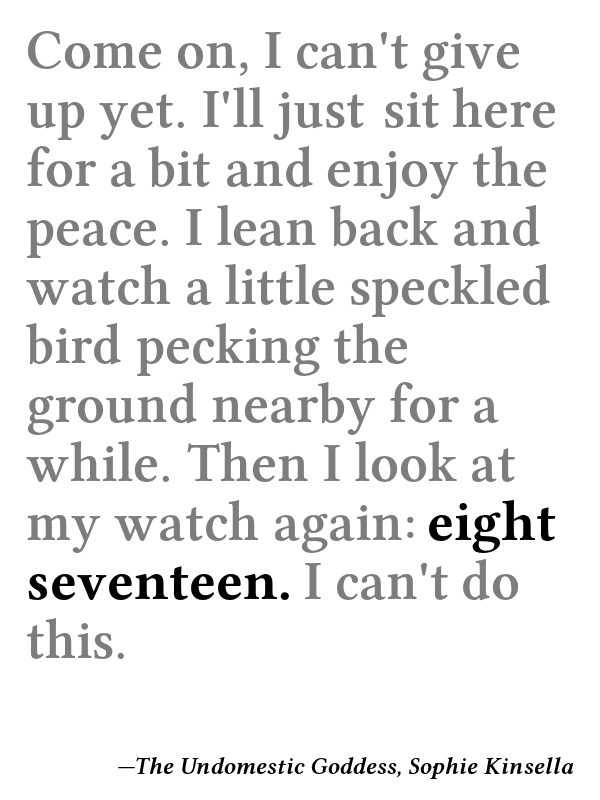 Come on, I can't give
up yet. I'll just sit here
for a bit and enjoy the
peace. I lean back and
watch a little speckled
bird pecking the
ground nearby for a
while. Then I look at
my watch again: eight
seventeen. I can't do
this.
—The Undomestic Goddess, Sophie Kinsella